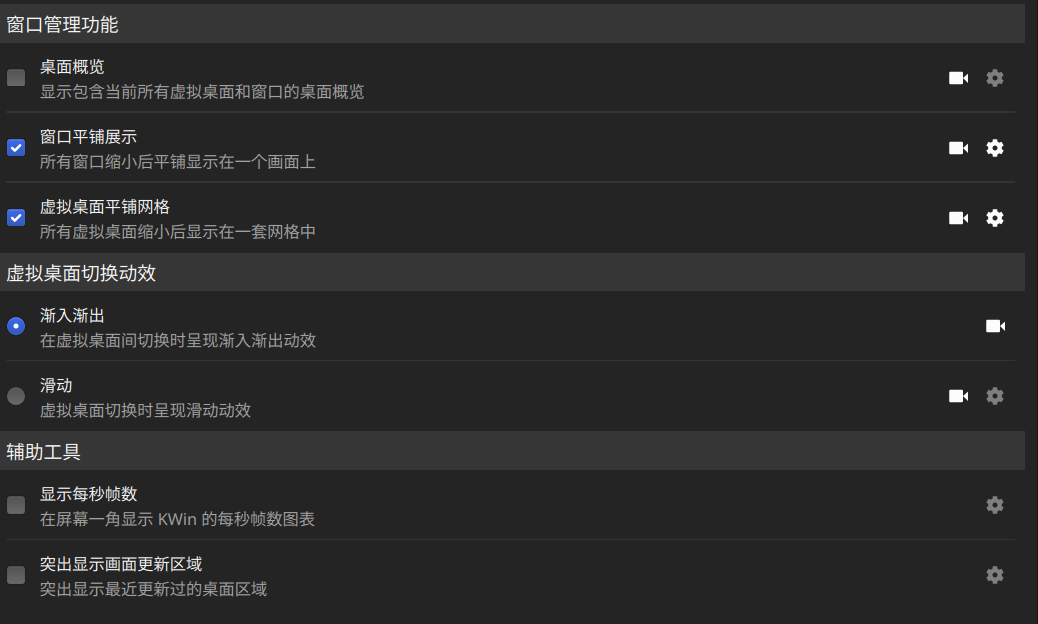 窗口管理功能
桌面概览
显示包含当前所有虚拟桌面和窗口的桌面概览
窗口平铺展示
所有窗口缩小后平铺显示在一个画面上
虚拟桌面平铺网格
所有虚拟桌面缩小后显示在一套网格中
虚拟桌面切换动效
渐入渐出
在虚拟桌面间切换时呈现渐入渐出动效
滑动
虚拟桌面切换时呈现滑动动效
辅助工具
显示每秒帧数
在屏幕一角显示 KWin 的每秒帧数图表
突出显示画面更新区域
突出显示最近更新过的桌面区域